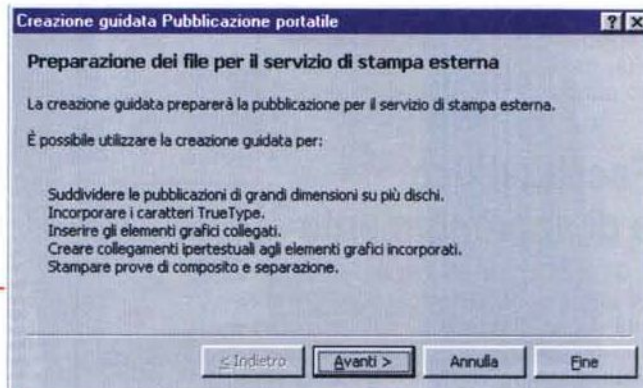 Creazione guidata Pubblicazione portatile
Preparazione dei file per il servizio di stampa esterna
La creazione guidata preparerà la pubblicazione per il servizio di stampa esterna.
È possibile utilizzare la creazione guidata per:
Suddividere le pubblicazioni di grandi dimensioni su più dischi.
Incorporare i caratteri TrueType.
Inserire gli elementi grafici collegati.
Creare collegamenti ipertestuali agli elementi grafici incorporati.
Stampare prove di composito e separazione.
< Indietro Avanti > Annulla Fine